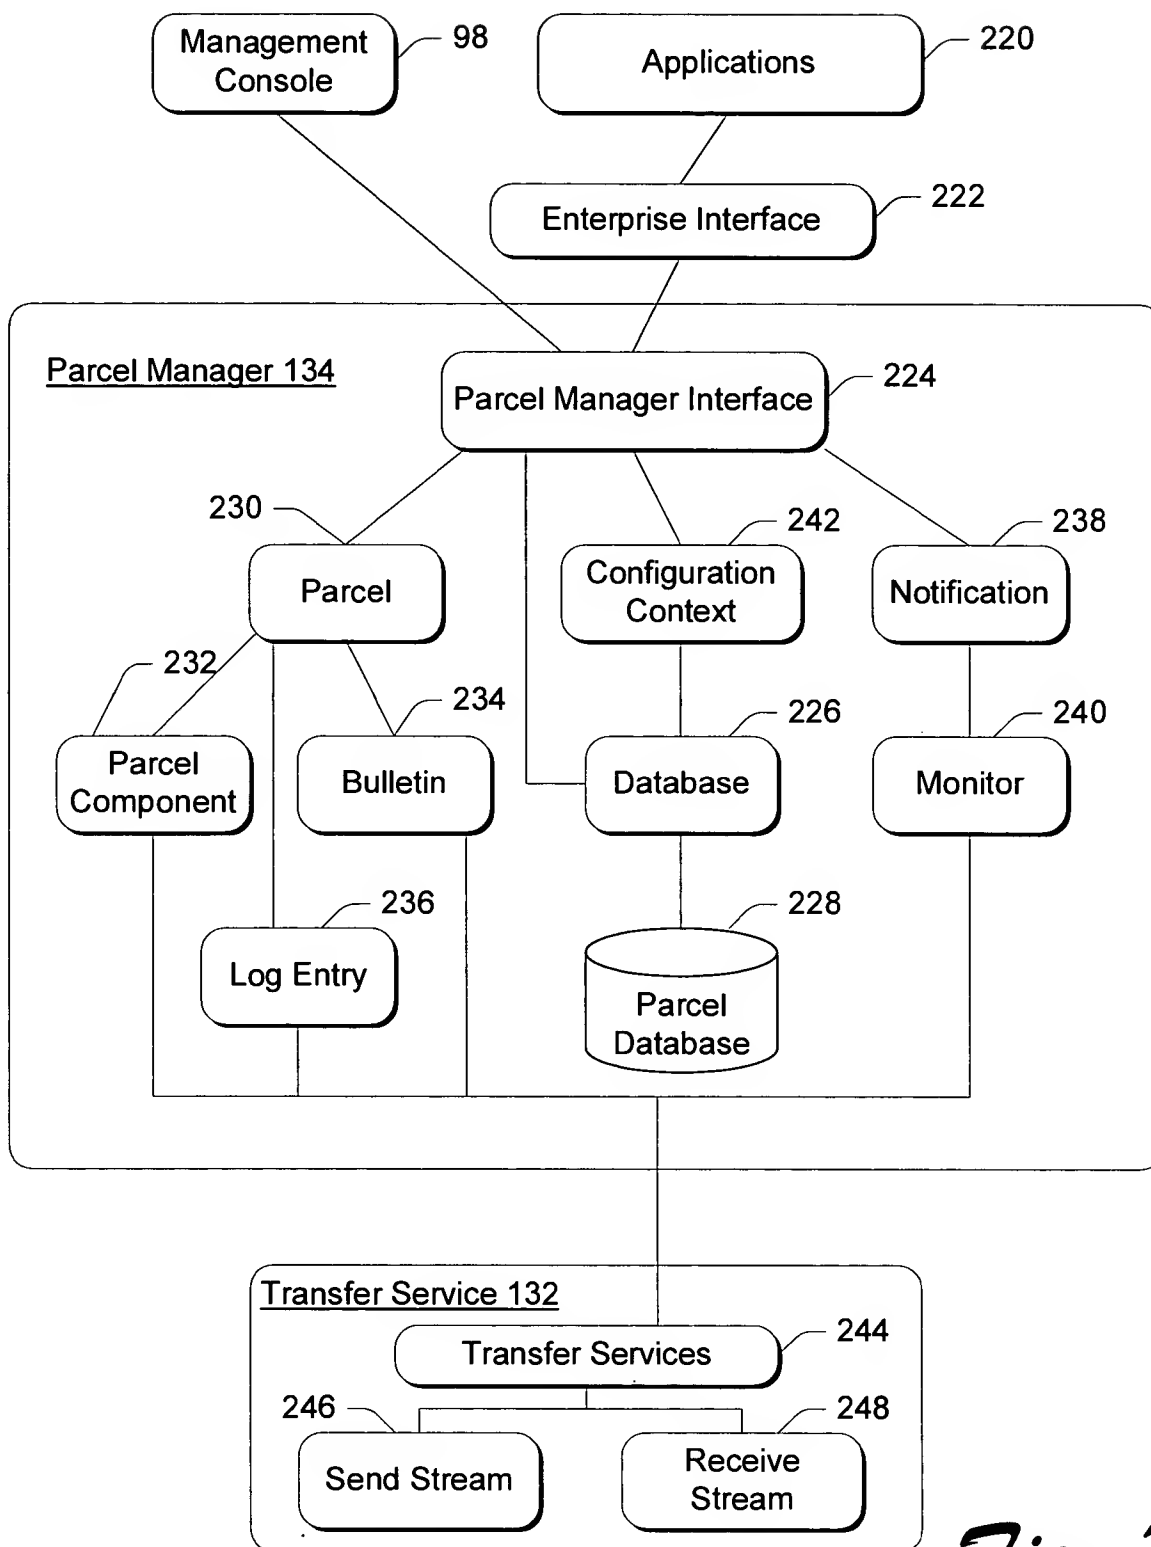 Management
Console
98
Applications
220
Enterprise Interface
222
Parcel Manager 134
Parcel Manager Interface
224
230
Parcel
242
Configuration
Context
238
Notification
232
Parcel
Component
234
Bulletin
226
Database
240
Monitor
236
Log Entry
228
Parcel
Database
Transfer Service 132
Transfer Services
244
246
Send Stream
248
Receive
Stream